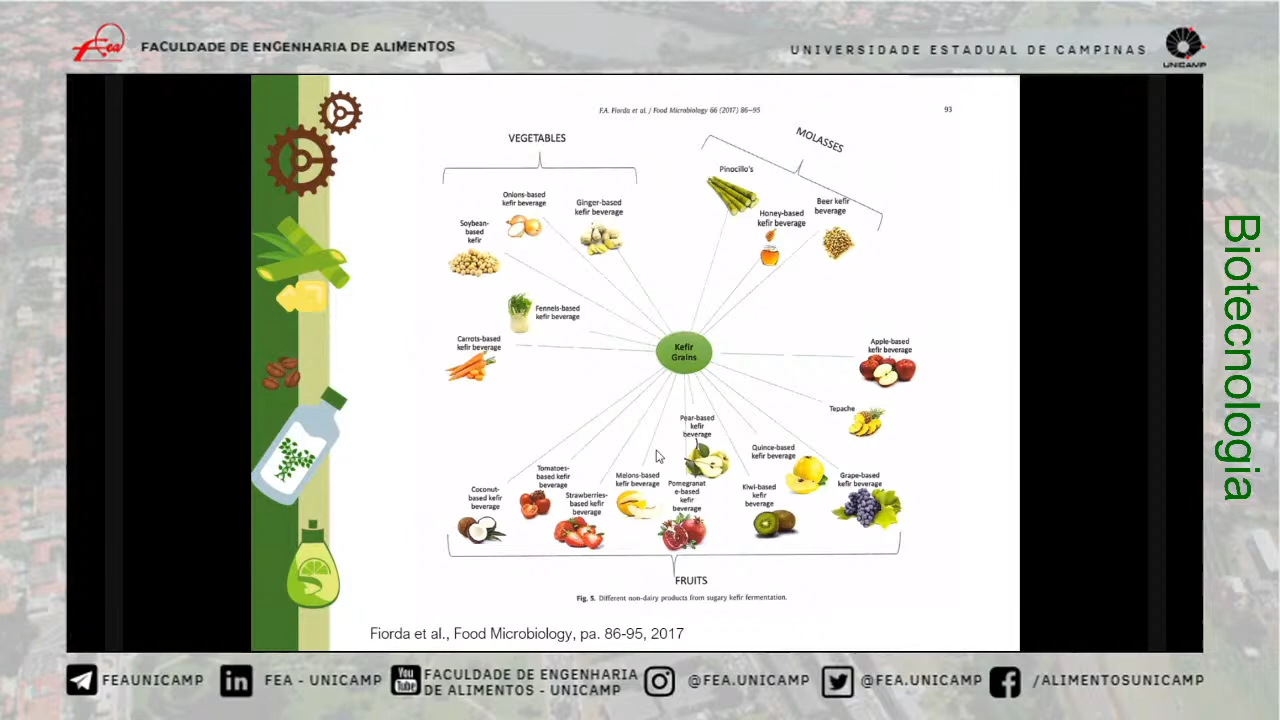 Fea
FACULDADE DE ENGENHARIA DE ALIMENTOS
UNIVERSIDADE ESTADUAL DE CAMPINAS
UNICAMP
F.A. Fiorda et al. / Food Microbiology 66 (2017) 86–95
93
VEGETABLES
MOLASSES
Onions-based
kefir beverage
Ginger-based
kefir beverage
Soybean-
based
kefir
Pinocillo's
Honey-based
kefir beverage
Beer kefir
beverage
Fennels-based
kefir beverage
Carrots-based
kefir beverage
Kefir
Grains
Apple-based
kefir beverage
Tepache
Pear-based
kefir
beverage
Quince-based
kefir beverage
Grape-based
kefir beverage
Coconut-
based kefir
beverage
Tomatoes-
based kefir
beverage
Strawberries-
based kefir
beverage
Melons-based
kefir beverage
Pomegranat
e-based
kefir
beverage
Kiwi-based
kefir
beverage
FRUITS
Fig. 5. Different non-dairy products from sugary kefir fermentation.
Fiorda et al., Food Microbiology, pa. 86-95, 2017
Biotecnologia
FEAUNICAMP
in
FEA - UNICAMP
You
Tube
FACULDADE DE ENGENHARIA
DE ALIMENTOS - UNICAMP
@FEA.UNICAMP
@FEA.UNICAMP
/ALIMENTOSUNICAMP